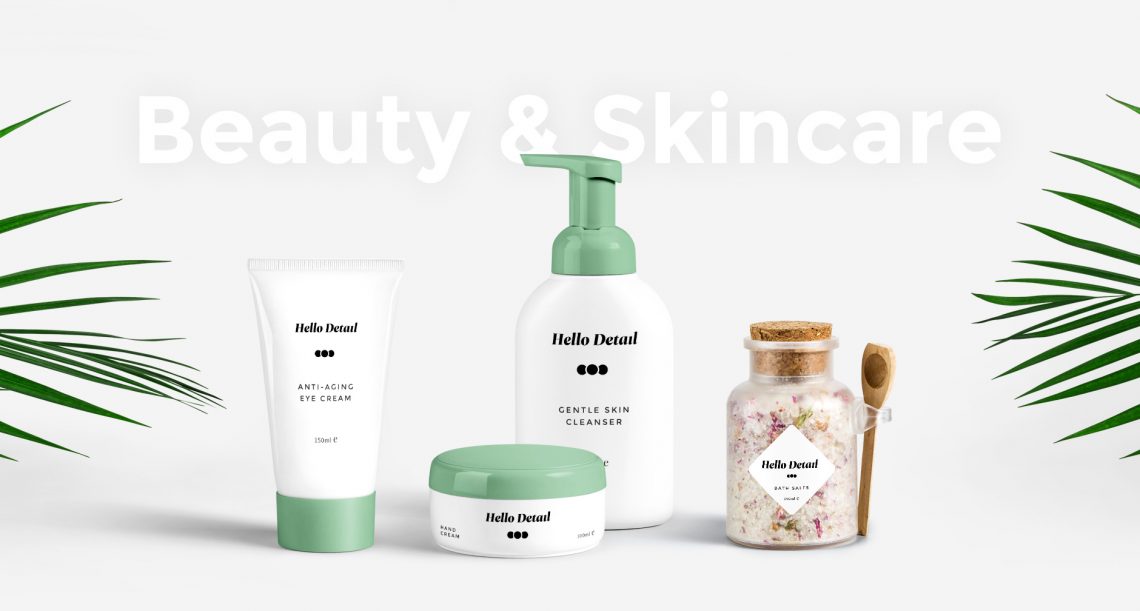 Beauty & Skincare
Hello Detail
ANTI-AGING
EYE CREAM
150ml ℮
Hello Detail
GENTLE SKIN
CLEANSER
Hello Detail
HAND
CREAM
Hello Detail
BATH SALTS